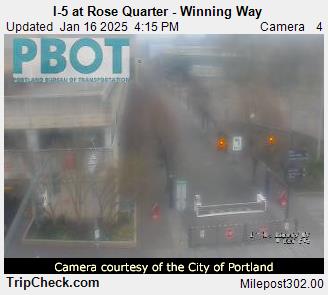 I-5 at Rose Quarter - Winning Way
Updated Jan 16 2025 4:15 PM Camera 4
PBOT
PORTLAND BUREAU OF TRANSPORTATION
Camera courtesy of the City of Portland
TripCheck.com Milepost302.00